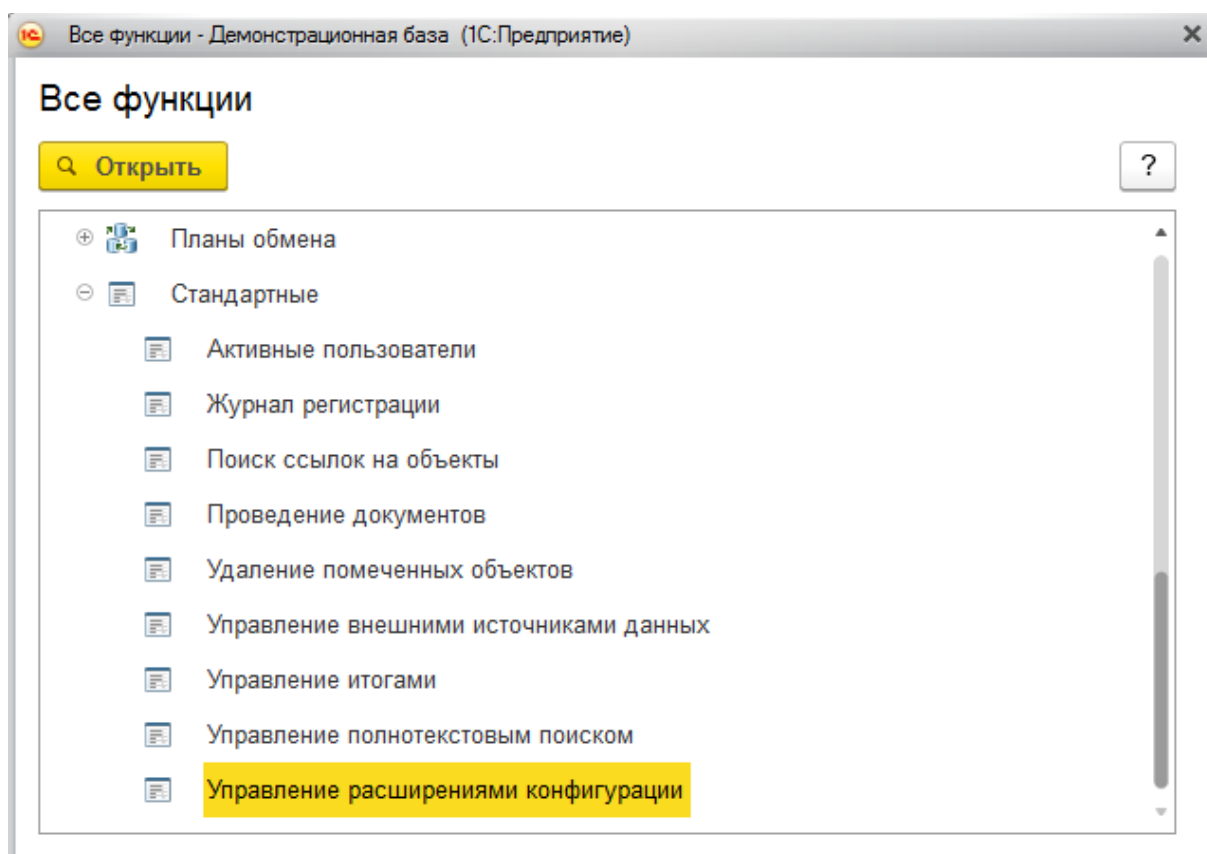 1С Все функции - Демонстрационная база (1С:Предприятие)
Все функции
Открыть ?
Планы обмена
Стандартные
Активные пользователи
Журнал регистрации
Поиск ссылок на объекты
Проведение документов
Удаление помеченных объектов
Управление внешними источниками данных
Управление итогами
Управление полнотекстовым поиском
Управление расширениями конфигурации